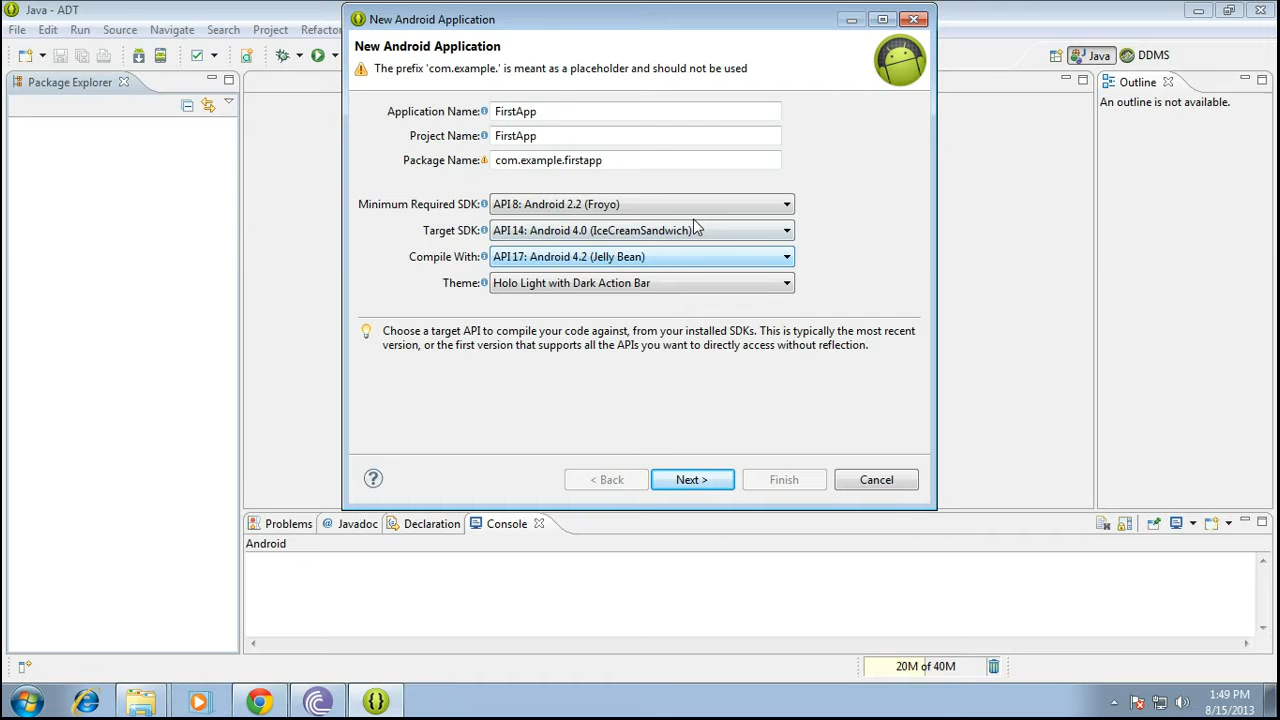 Java - ADT
New Android Application
File Edit Run Source Navigate Search Project Refactor
New Android Application
The prefix 'com.example.' is meant as a placeholder and should not be used
Java DDMS
Package Explorer
Outline
An outline is not available.
Application Name: FirstApp
Project Name: FirstApp
Package Name: com.example.firstapp
Minimum Required SDK: API 8: Android 2.2 (Froyo)
Target SDK: API 14: Android 4.0 (IceCreamSandwich)
Compile With: API 17: Android 4.2 (Jelly Bean)
Theme: Holo Light with Dark Action Bar
Choose a target API to compile your code against, from your installed SDKs. This is typically the most recent
version, or the first version that supports all the APIs you want to directly access without reflection.
? < Back Next > Finish Cancel
Problems @ Javadoc Declaration Console
Android
20M of 40M
1:49 PM
8/15/2013